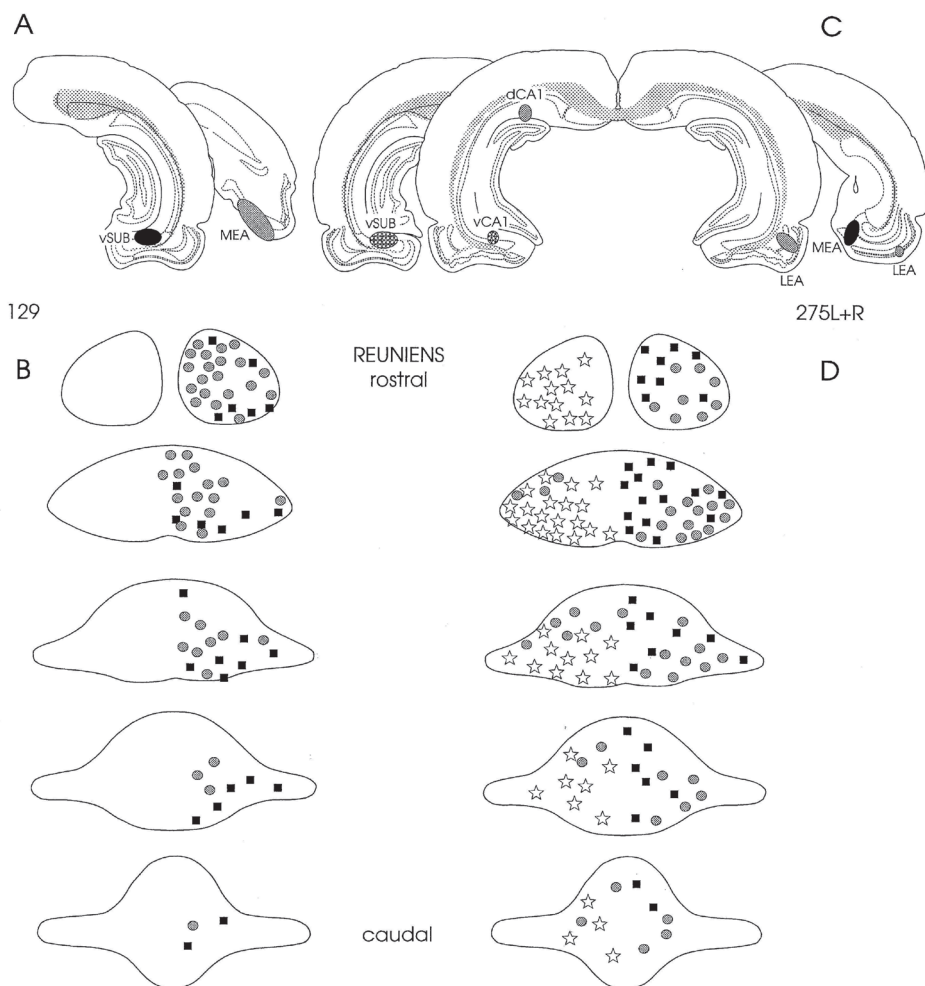 A
C
dCA1
vSUB
MEA
vSUB
vCA1
MEA
LEA
LEA
129
275L+R
B
REUNIENS
rostral
D
caudal